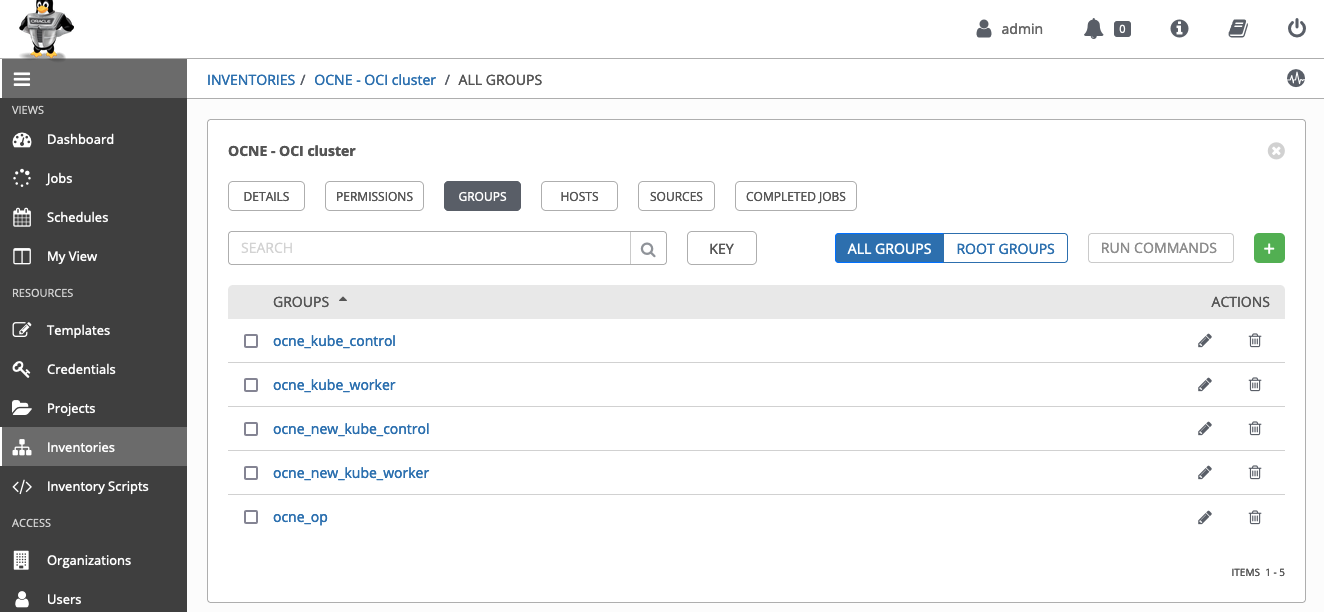 ORACLE
admin
0
INVENTORIES / OCNE - OCI cluster / ALL GROUPS
VIEWS
Dashboard
Jobs
Schedules
My View
RESOURCES
Templates
Credentials
Projects
Inventories
Inventory Scripts
ACCESS
Organizations
Users
OCNE - OCI cluster
DETAILS PERMISSIONS GROUPS HOSTS SOURCES COMPLETED JOBS
SEARCH KEY ALL GROUPS ROOT GROUPS RUN COMMANDS +
GROUPS ACTIONS
ocne_kube_control
ocne_kube_worker
ocne_new_kube_control
ocne_new_kube_worker
ocne_op
ITEMS 1 - 5